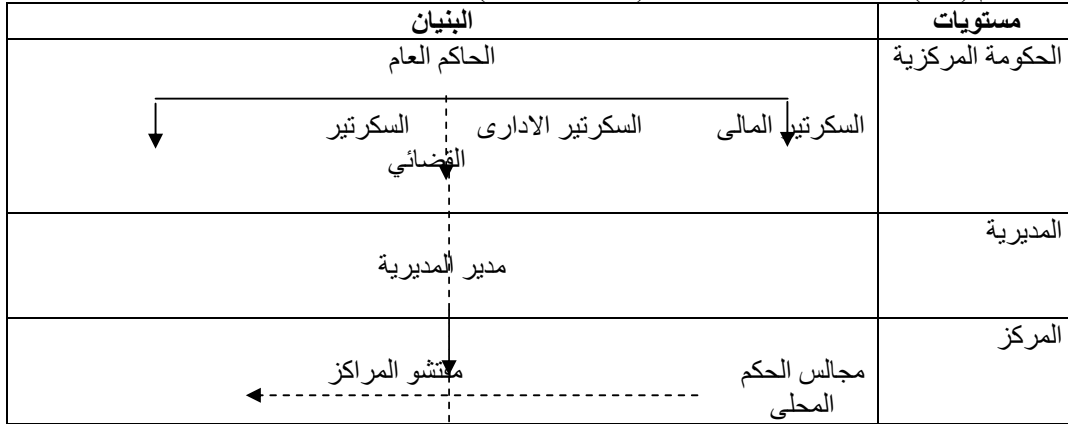 مستويات البنيان
الحكومة المركزية الحاكم العام
السكرتير المالى السكرتير الادارى السكرتير
القضائي
المديرية
مدير المديرية
المركز
مجالس الحكم مفتشو المراكز
المحلى